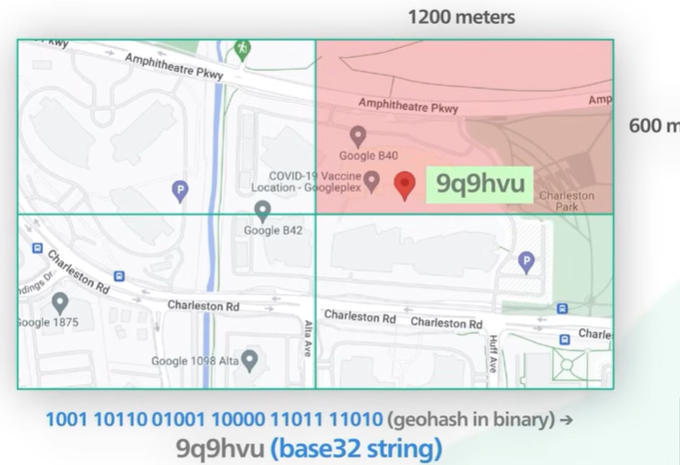 1200 meters
Pkwy
Amphitheatre Pkwy
Amphitheatre Pkwy
Amp
600 m
Google B40
COVID-19 Vaccine
Location - Googleplex
9q9hvu
P
Charleston
Park
Google B42
P
Charleston Rd
ndings Dr
Charleston Rd
Charleston Rd
Charleston Rd
Charle
Google 1875
Alta Ave
Huff Ave
Google 1098 Alta
1001 10110 01001 10000 11011 11010 (geohash in binary) →
9q9hvu (base32 string)